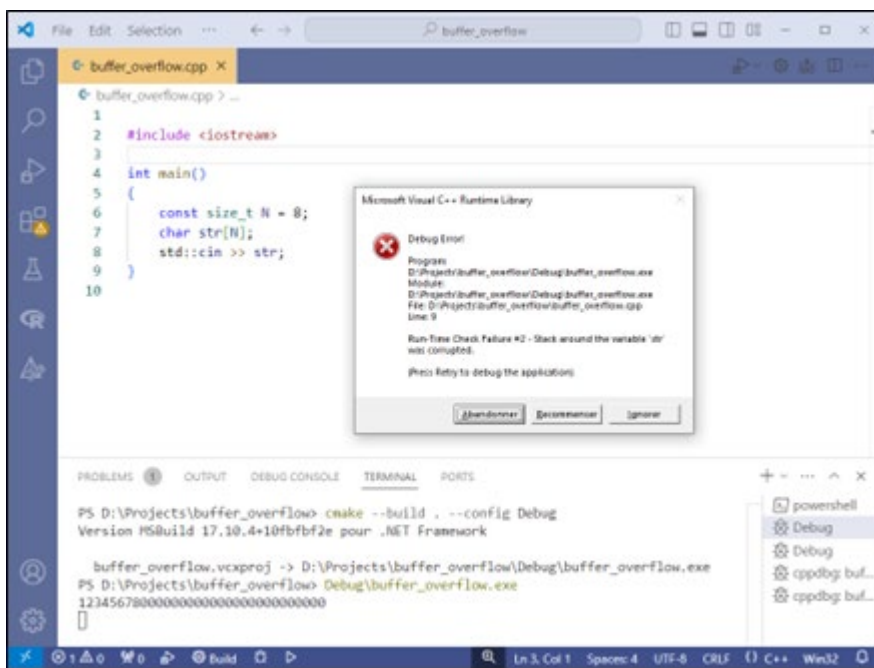 File Edit Selection ··· buffer_overflow
buffer_overflow.cpp
buffer_overflow.cpp > ...
1
2 #include <iostream>
3
4 int main()
5 {
6 const size_t N = 8;
7 char str[N];
8 std::cin >> str;
9 }
10
Microsoft Visual C++ Runtime Library
Debug Error!
Program:
D:\Projects\buffer_overflow\Debug\buffer_overflow.exe
Module:
D:\Projects\buffer_overflow\Debug\buffer_overflow.exe
File: D:\Projects\buffer_overflow\buffer_overflow.cpp
Line: 9
Run-Time Check Failure #2 - Stack around the variable 'str'
was corrupted.
(Press Retry to debug the application)
Abandonner Recommencer Ignorer
PROBLEMS 1 OUTPUT DEBUG CONSOLE TERMINAL PORTS
PS D:\Projects\buffer_overflow> cmake --build . --config Debug
Version MSBuild 17.10.4+10fbfbf2e pour .NET Framework
buffer_overflow.vcxproj -> D:\Projects\buffer_overflow\Debug\buffer_overflow.exe
PS D:\Projects\buffer_overflow> Debug\buffer_overflow.exe
powershell
Debug
Debug
cppdbg: buf...
cppdbg: buf...
1 0 0 Build Ln 3, Col 1 Spaces: 4 UTF-8 CRLF {} C++ Win32